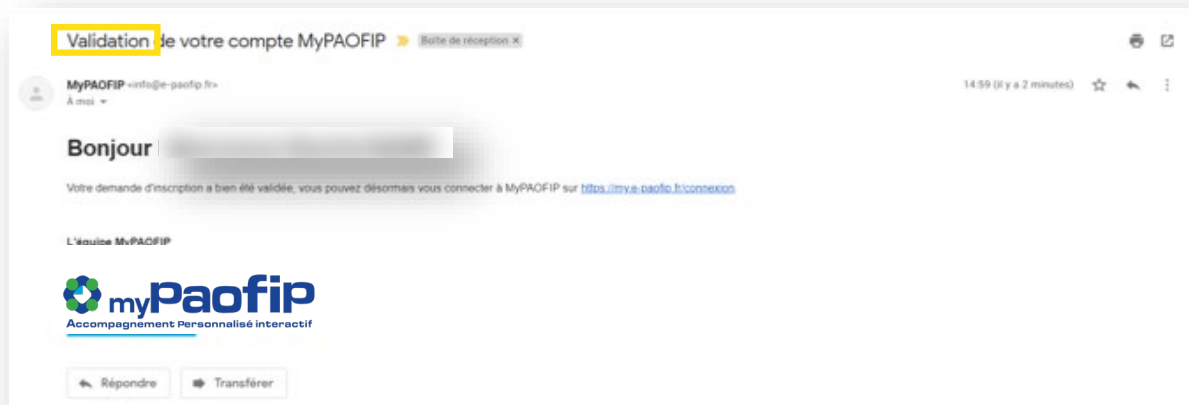 Validation de votre compte MyPAOFIP
Boîte de réception ×
MyPAOFIP <info@e-paofip.fr>
14:59 (il y a 2 minutes)
À moi
Bonjour
Votre demande d'inscription a bien été validée, vous pouvez désormais vous connecter à MyPAOFIP sur https://my.e-paofip.fr/connexion
L'équipe MyPAOFIP
myPaofip
Accompagnement Personnalisé interactif
Répondre
Transférer